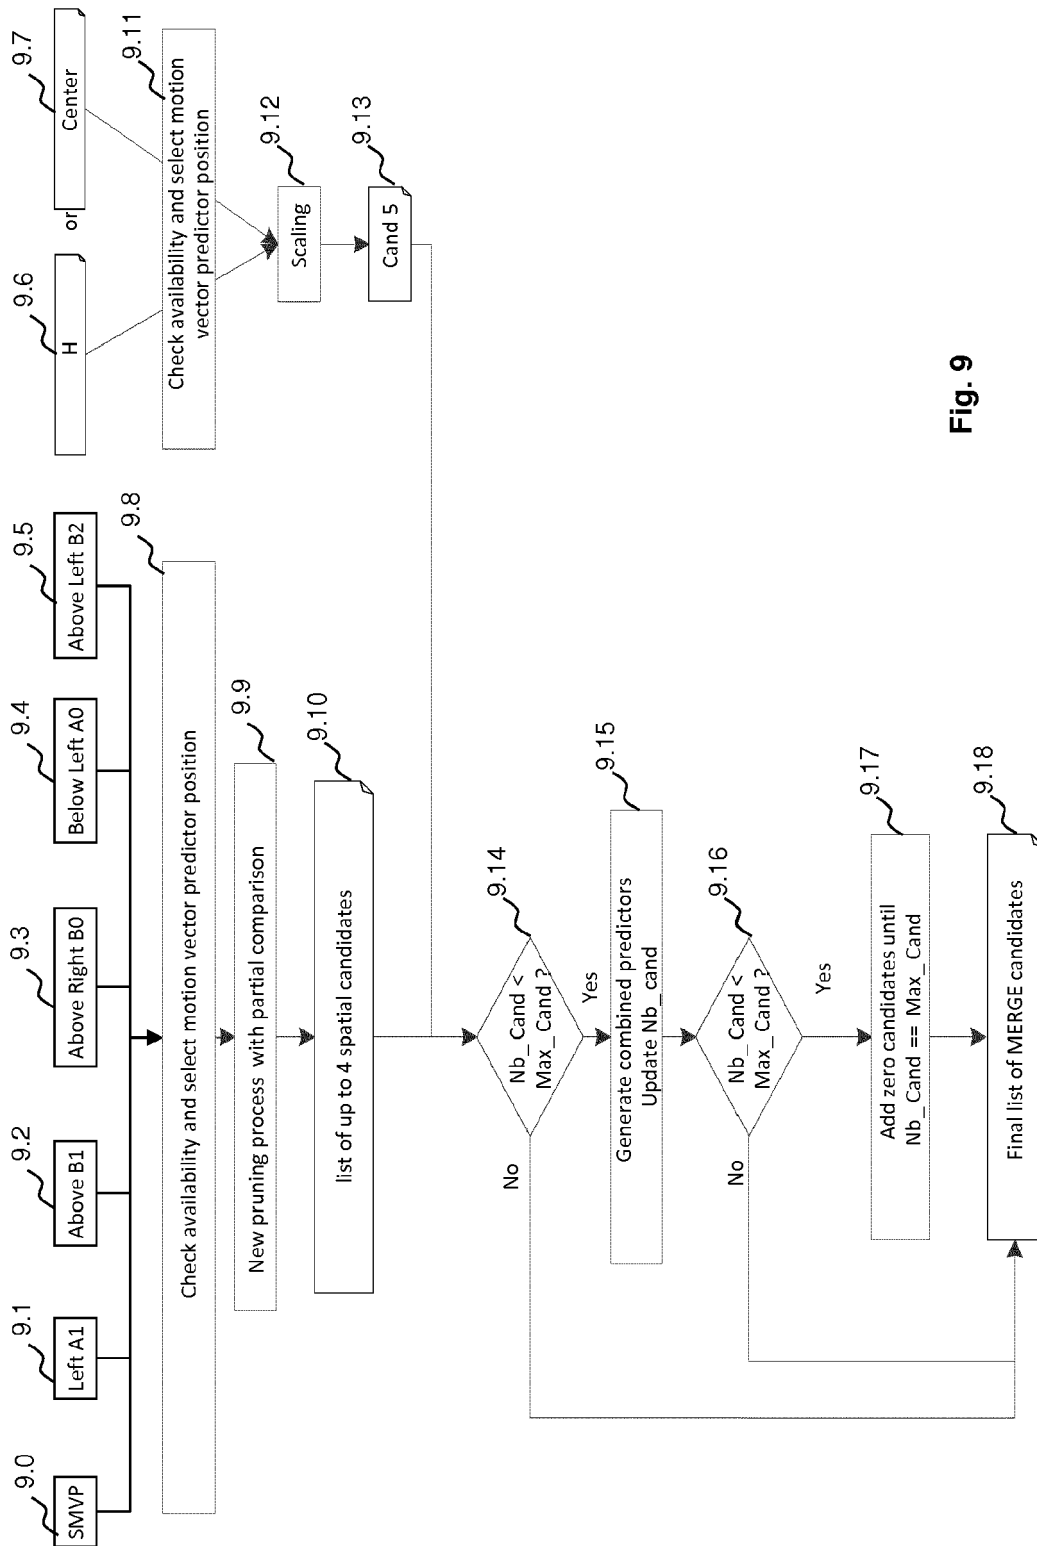 9.0
SMVP
9.1
Left A1
9.2
Above B1
9.3
Above Right B0
9.4
Below Left A0
9.5
Above Left B2
9.6
H
or
9.7
Center
9.8
Check availability and select motion vector predictor position
9.11
Check availability and select motion
vector predictor position
9.9
New pruning process with partial comparison
9.12
Scaling
9.10
list of up to 4 spatial candidates
9.13
Cand 5
9.14
Nb_Cand <
Max_Cand ?
No
Yes
9.15
Generate combined predictors
Update Nb_cand
9.16
Nb_Cand <
Max_Cand ?
No
Yes
9.17
Add zero candidates until
Nb_Cand == Max_Cand
9.18
Final list of MERGE candidates
Fig. 9